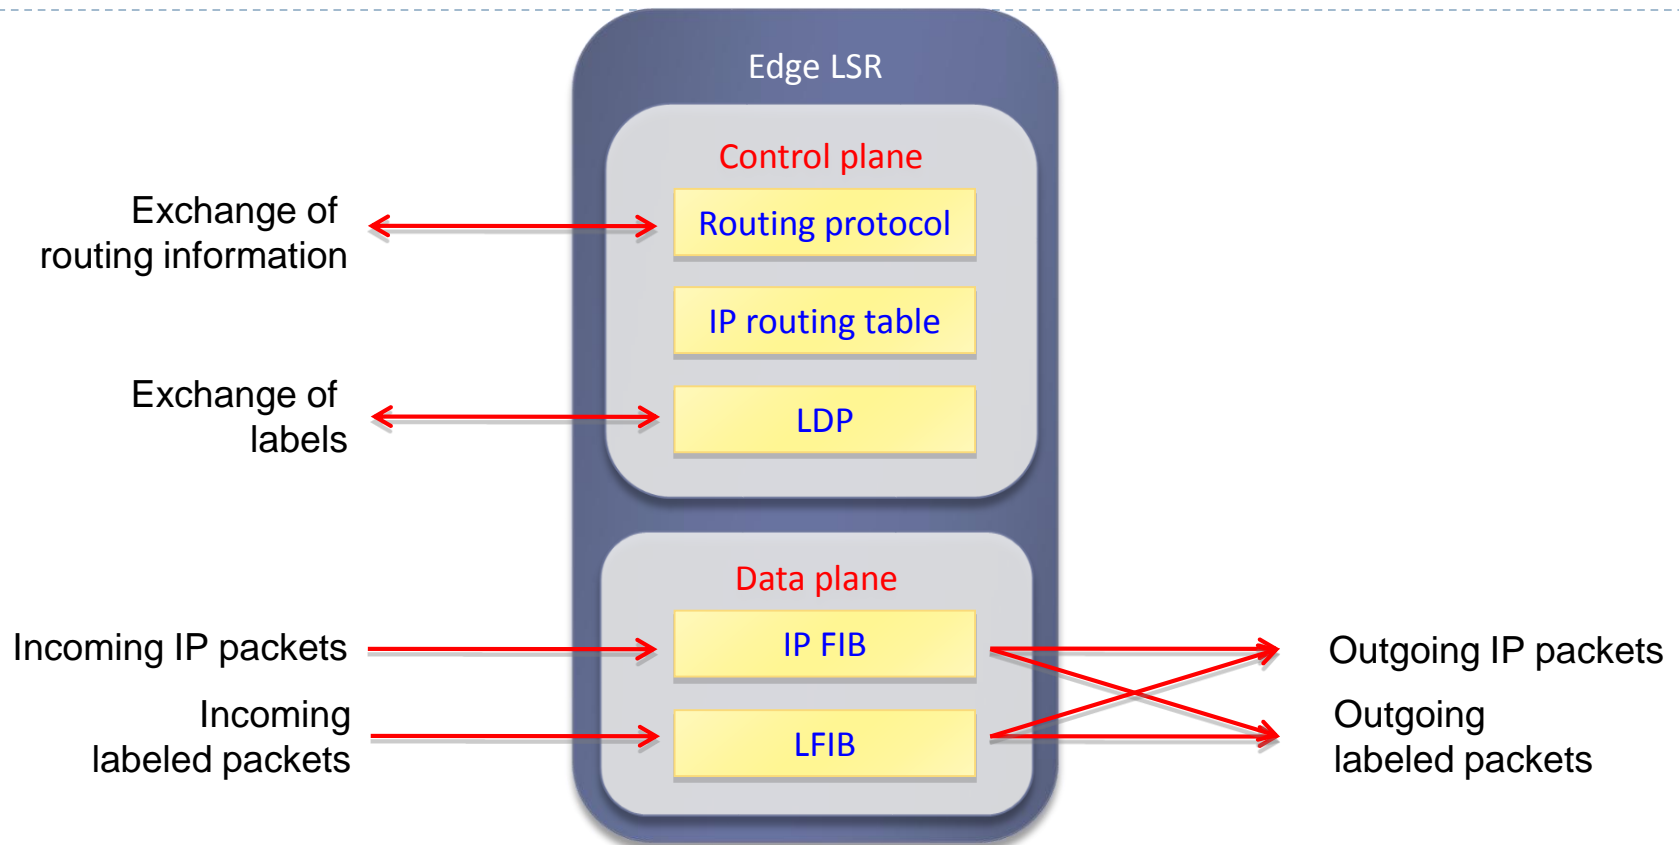 Edge LSR
Control plane
Exchange of
routing information
Routing protocol
IP routing table
Exchange of
labels
LDP
Data plane
Incoming IP packets
IP FIB
Outgoing IP packets
Incoming
labeled packets
LFIB
Outgoing
labeled packets